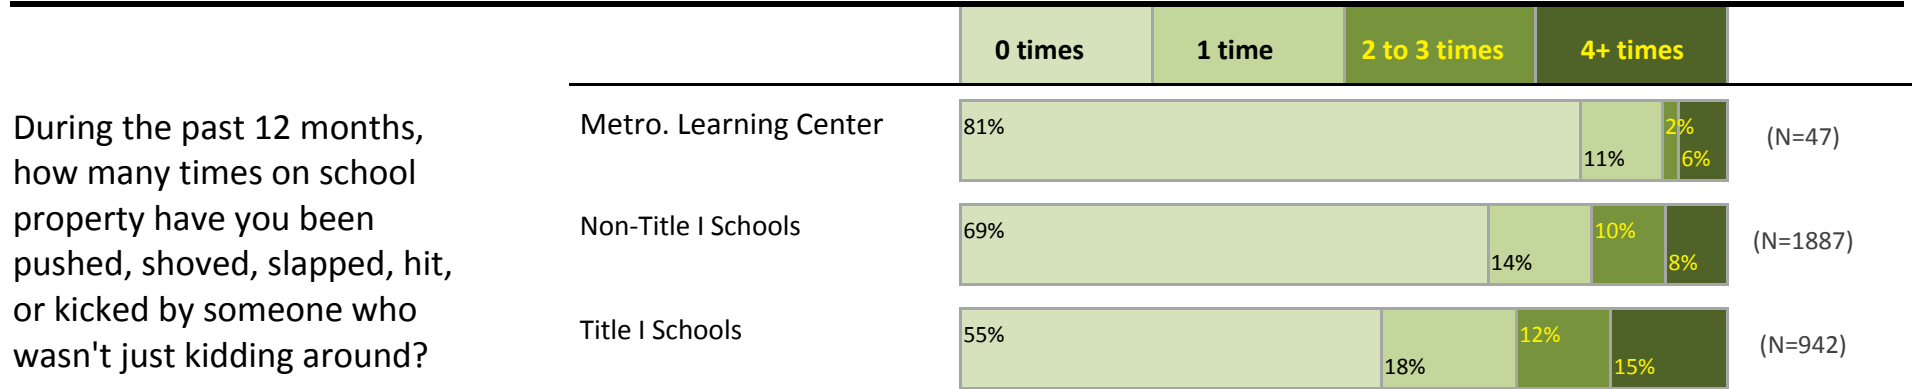 0 times 1 time 2 to 3 times 4+ times
During the past 12 months,
how many times on school
property have you been
pushed, shoved, slapped, hit,
or kicked by someone who
wasn't just kidding around?
Metro. Learning Center 81% 11% 2% 6% (N=47)
Non-Title I Schools 69% 14% 10% 8% (N=1887)
Title I Schools 55% 18% 12% 15% (N=942)